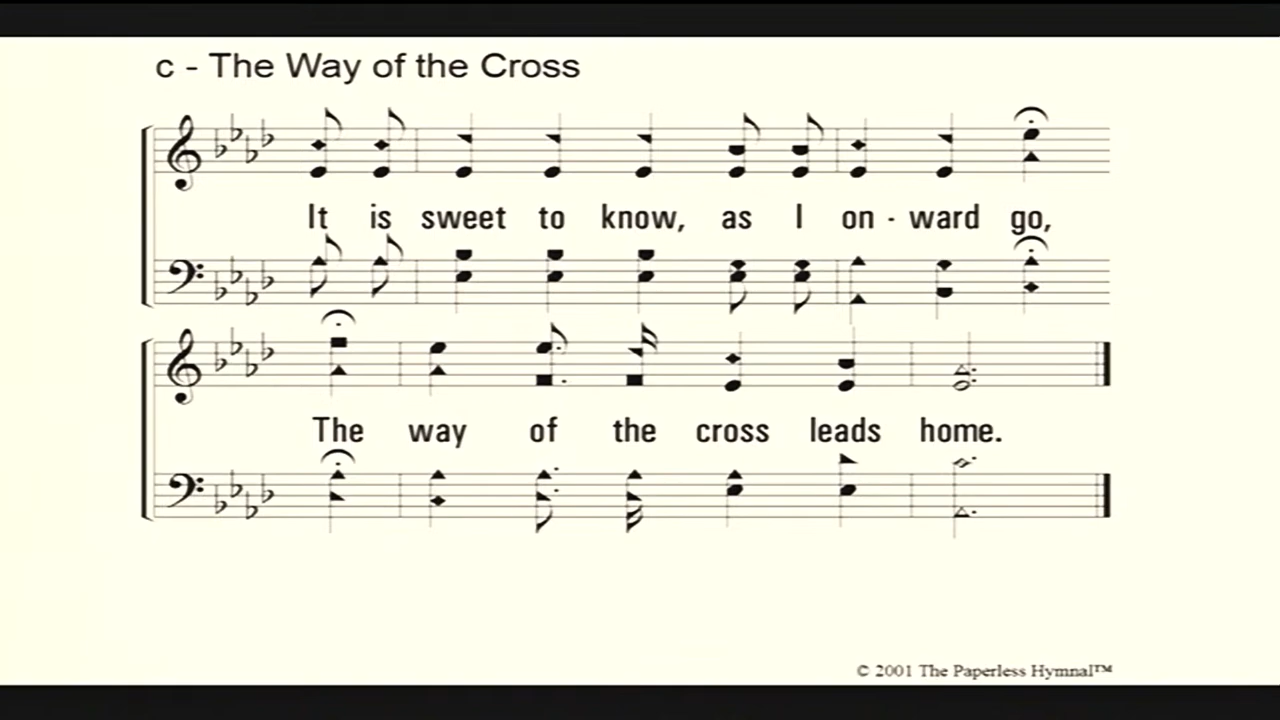 c - The Way of the Cross
It is sweet to know, as I on - ward go,
The way of the cross leads home.
© 2001 The Paperless Hymnal™